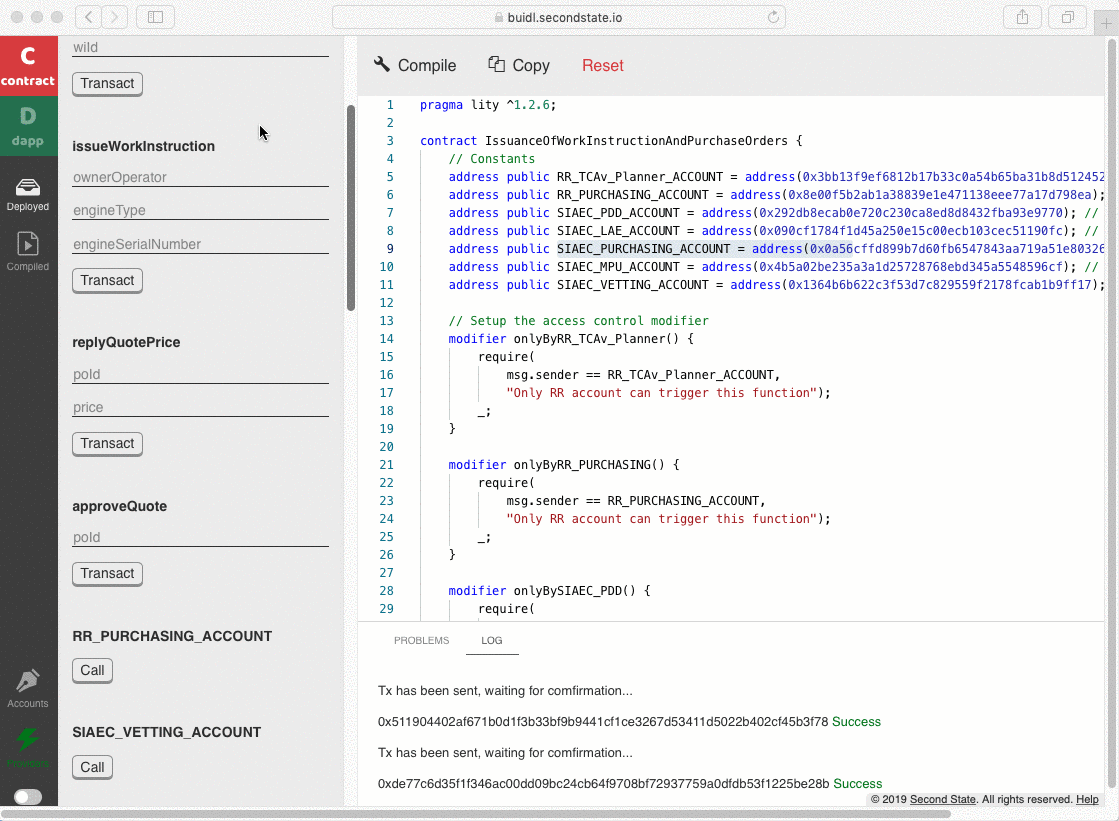 buidl.secondstate.io
C
contract
D
dapp
Deployed
Compiled
Accounts
Providers
wild
Transact
issueWorkInstruction
ownerOperator
engineType
engineSerialNumber
Transact
replyQuotePrice
poId
price
Transact
approveQuote
poId
Transact
RR_PURCHASING_ACCOUNT
Call
SIAEC_VETTING_ACCOUNT
Call
Compile Copy Reset
1 pragma lity ^1.2.6;
2
3 contract IssuanceOfWorkInstructionAndPurchaseOrders {
4 // Constants
5 address public RR_TCAv_Planner_ACCOUNT = address(0x3bb13f9ef6812b17b33c0a54b65ba31b8d512452
6 address public RR_PURCHASING_ACCOUNT = address(0x8e00f5b2ab1a38839e1e471138eee77a17d798ea);
7 address public SIAEC_PDD_ACCOUNT = address(0x292db8ecab0e720c230ca8ed8d8432fba93e9770); //
8 address public SIAEC_LAE_ACCOUNT = address(0x090cf1784f1d45a250e15c00ecb103cec51190fc); //
9 address public SIAEC_PURCHASING_ACCOUNT = address(0x0a56cffd899b7d60fb6547843aa719a51e80326
10 address public SIAEC_MPU_ACCOUNT = address(0x4b5a02be235a3a1d25728768ebd345a5548596cf); //
11 address public SIAEC_VETTING_ACCOUNT = address(0x1364b6b622c3f53d7c829559f2178fcab1b9ff17);
12
13 // Setup the access control modifier
14 modifier onlyByRR_TCAv_Planner() {
15 require(
16 msg.sender == RR_TCAv_Planner_ACCOUNT,
17 "Only RR account can trigger this function");
18 _;
19 }
20
21 modifier onlyByRR_PURCHASING() {
22 require(
23 msg.sender == RR_PURCHASING_ACCOUNT,
24 "Only RR account can trigger this function");
25 _;
26 }
27
28 modifier onlyBySIAEC_PDD() {
29 require(
PROBLEMS LOG
Tx has been sent, waiting for comfirmation...
0x511904402af671b0d1f3b33bf9b9441cf1ce3267d53411d5022b402cf45b3f78 Success
Tx has been sent, waiting for comfirmation...
0xde77c6d35f1f346ac00dd09bc24cb64f9708bf72937759a0dfdb53f1225be28b Success
© 2019 Second State. All rights reserved. Help